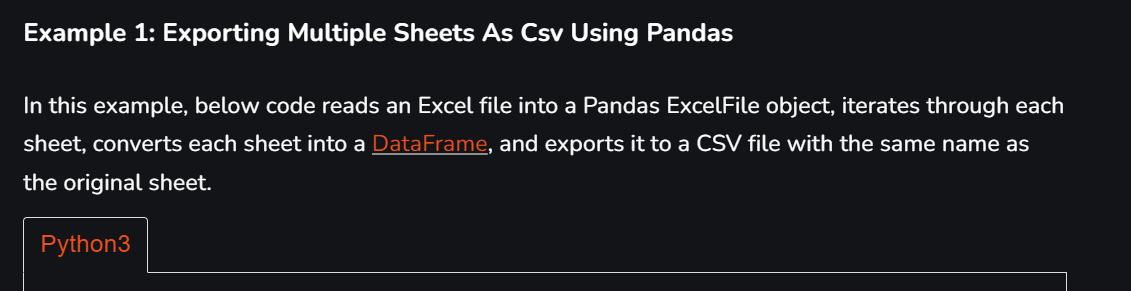 Example 1: Exporting Multiple Sheets As Csv Using Pandas
In this example, below code reads an Excel file into a Pandas ExcelFile object, iterates through each
sheet, converts each sheet into a DataFrame, and exports it to a CSV file with the same name as
the original sheet.
Python3